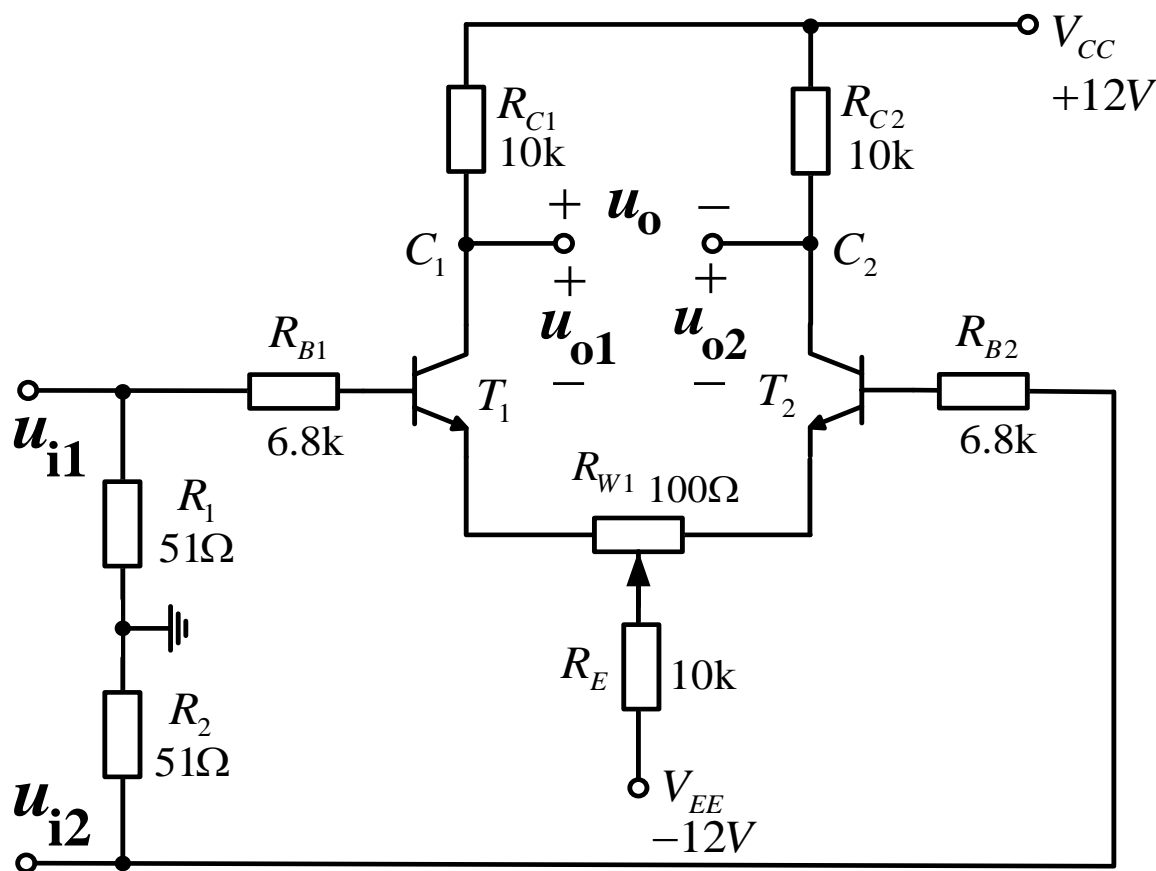 V_CC
+12V
R_C1
10k
R_C2
10k
+ u_o −
C_1
C_2
+
u_o1
−
+
u_o2
−
R_B1
6.8k
T_1
T_2
R_B2
6.8k
u_i1
R_W1 100Ω
R_1
51Ω
R_E 10k
R_2
51Ω
u_i2
V_EE
−12V